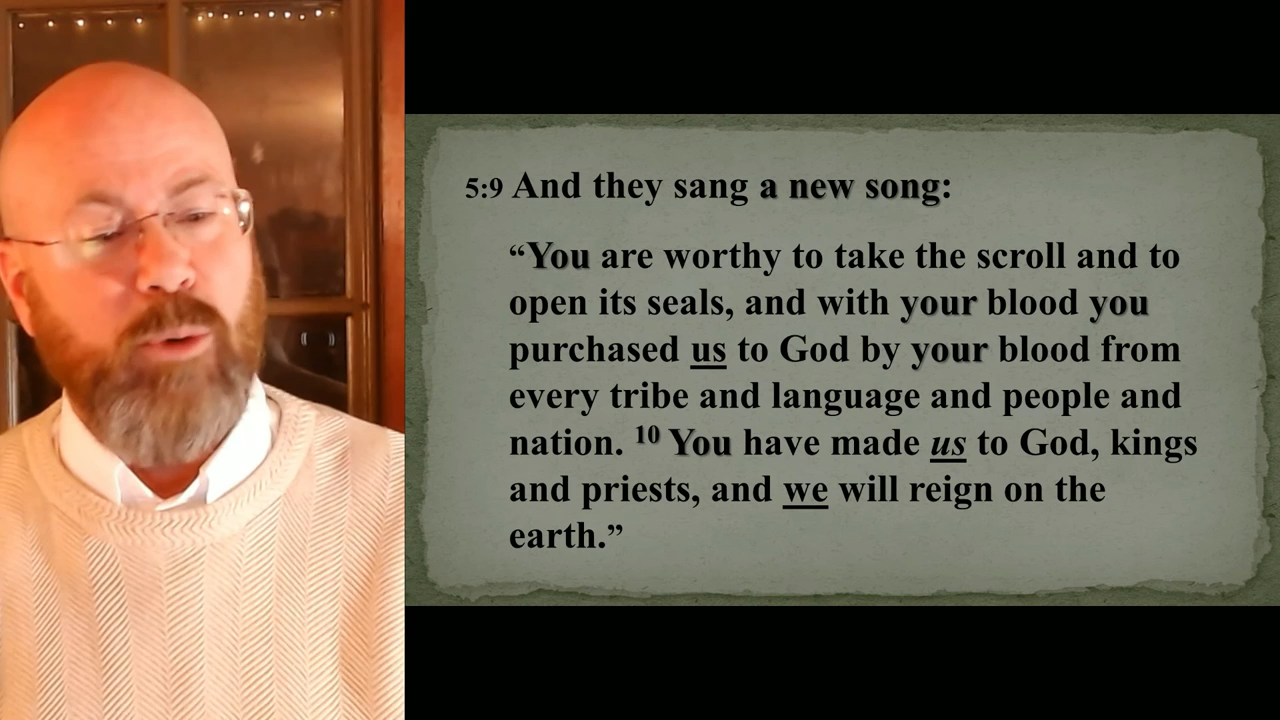 5:9 And they sang a new song:
“You are worthy to take the scroll and to
open its seals, and with your blood you
purchased us to God by your blood from
every tribe and language and people and
nation. 10 You have made us to God, kings
and priests, and we will reign on the
earth.”